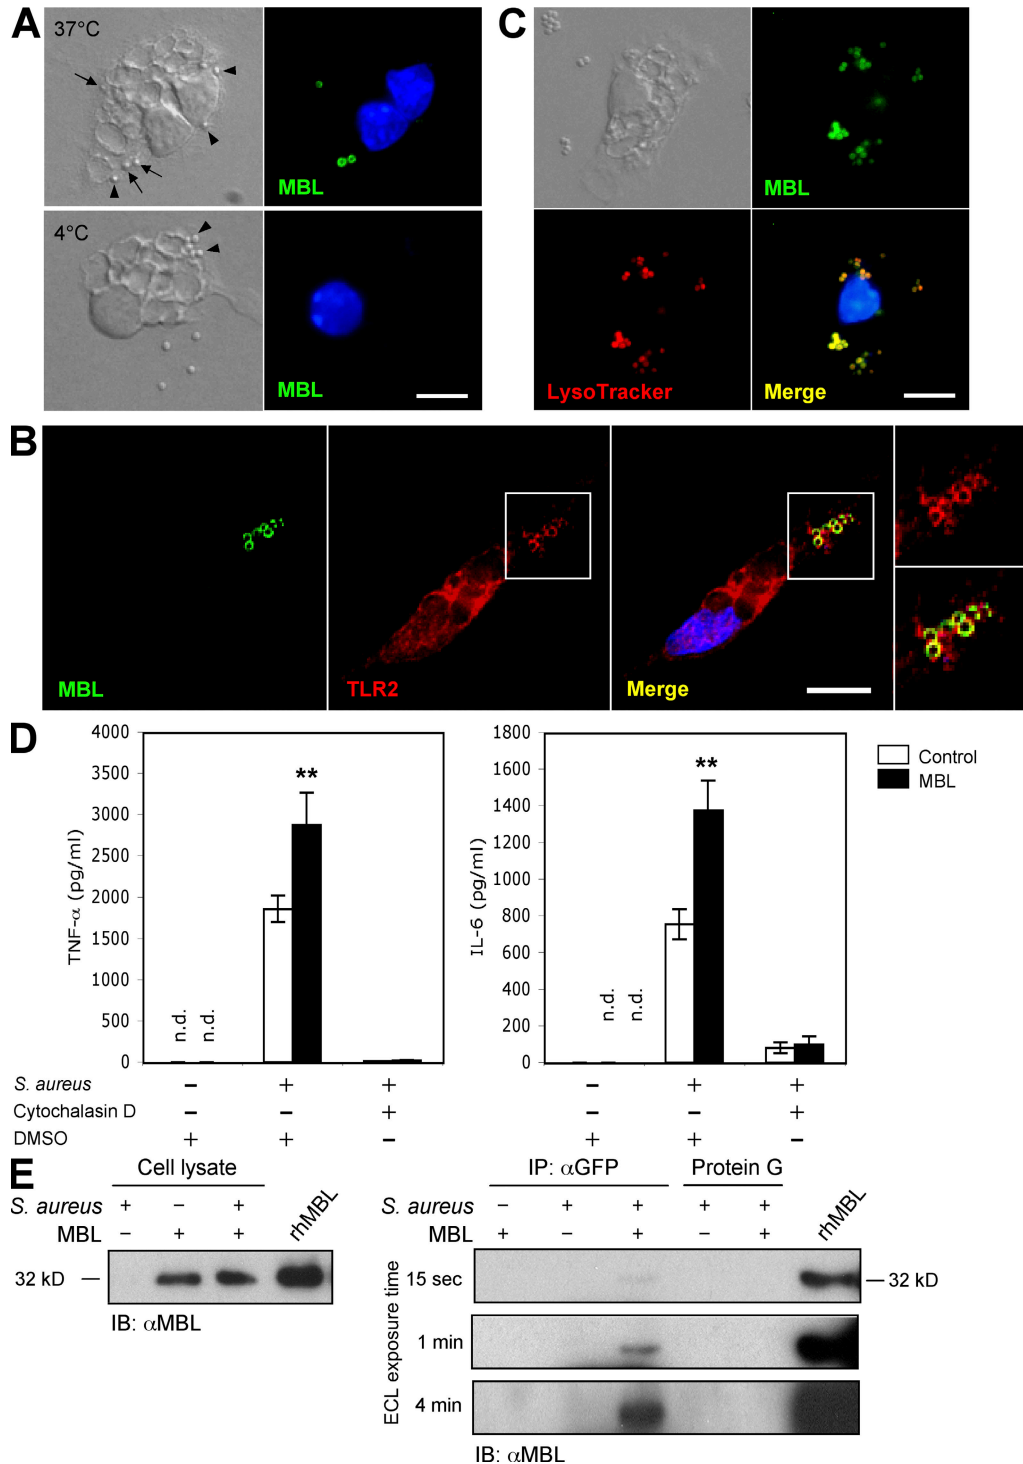 A
37°C
MBL
4°C
MBL
C
MBL
LysoTracker
Merge
B
MBL
TLR2
Merge
D
4000
3500
3000
2500
2000
1500
1000
500
0
TNF-α (pg/ml)
n.d.
n.d.
**
1800
1600
1400
1200
1000
800
600
400
200
0
IL-6 (pg/ml)
n.d.
n.d.
**
Control
MBL
S. aureus − + + − + +
Cytochalasin D − − + − − +
DMSO + + − + + −
E
Cell lysate
S. aureus + − +
MBL − + +
rhMBL
32 kD
IB: αMBL
IP: αGFP Protein G
S. aureus − + + + +
MBL + − + − +
rhMBL
ECL exposure time
15 sec
32 kD
1 min
4 min
IB: αMBL